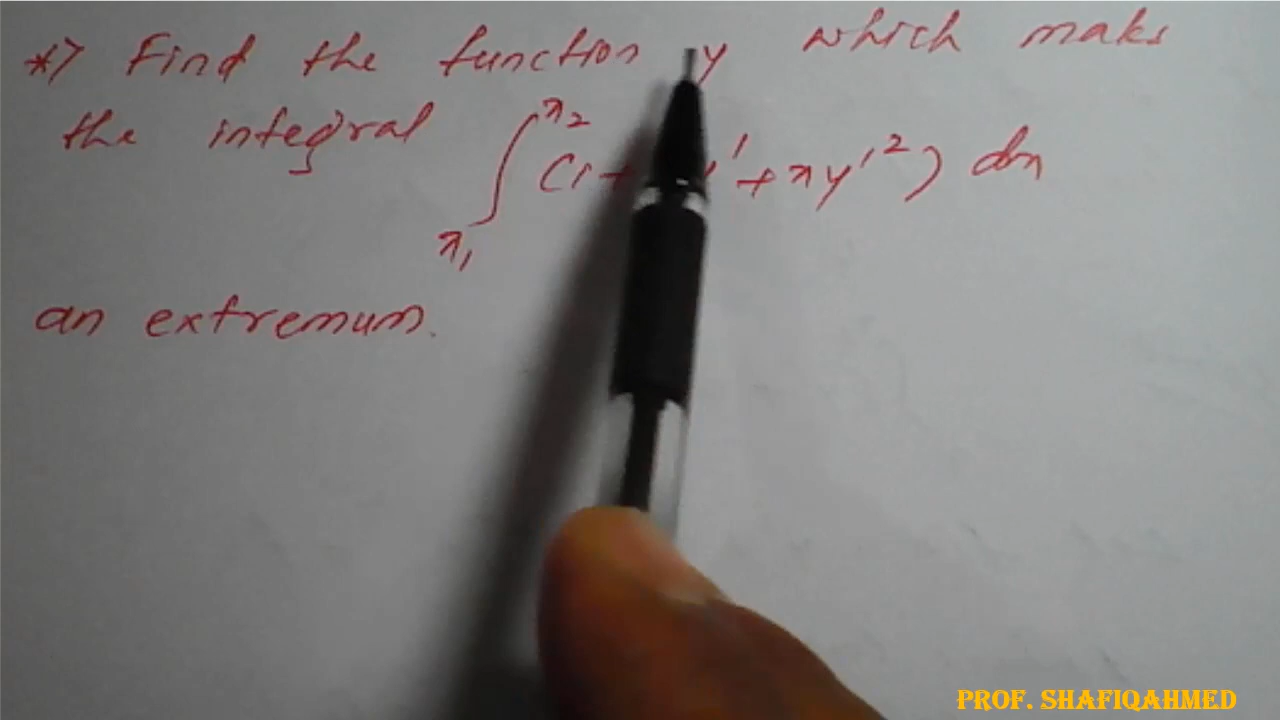 *) Find the function y which maks
the integral ∫ x2 x1 (1+ ' + xy'²) dx
an extremum.
PROF. SHAFIQAHMED